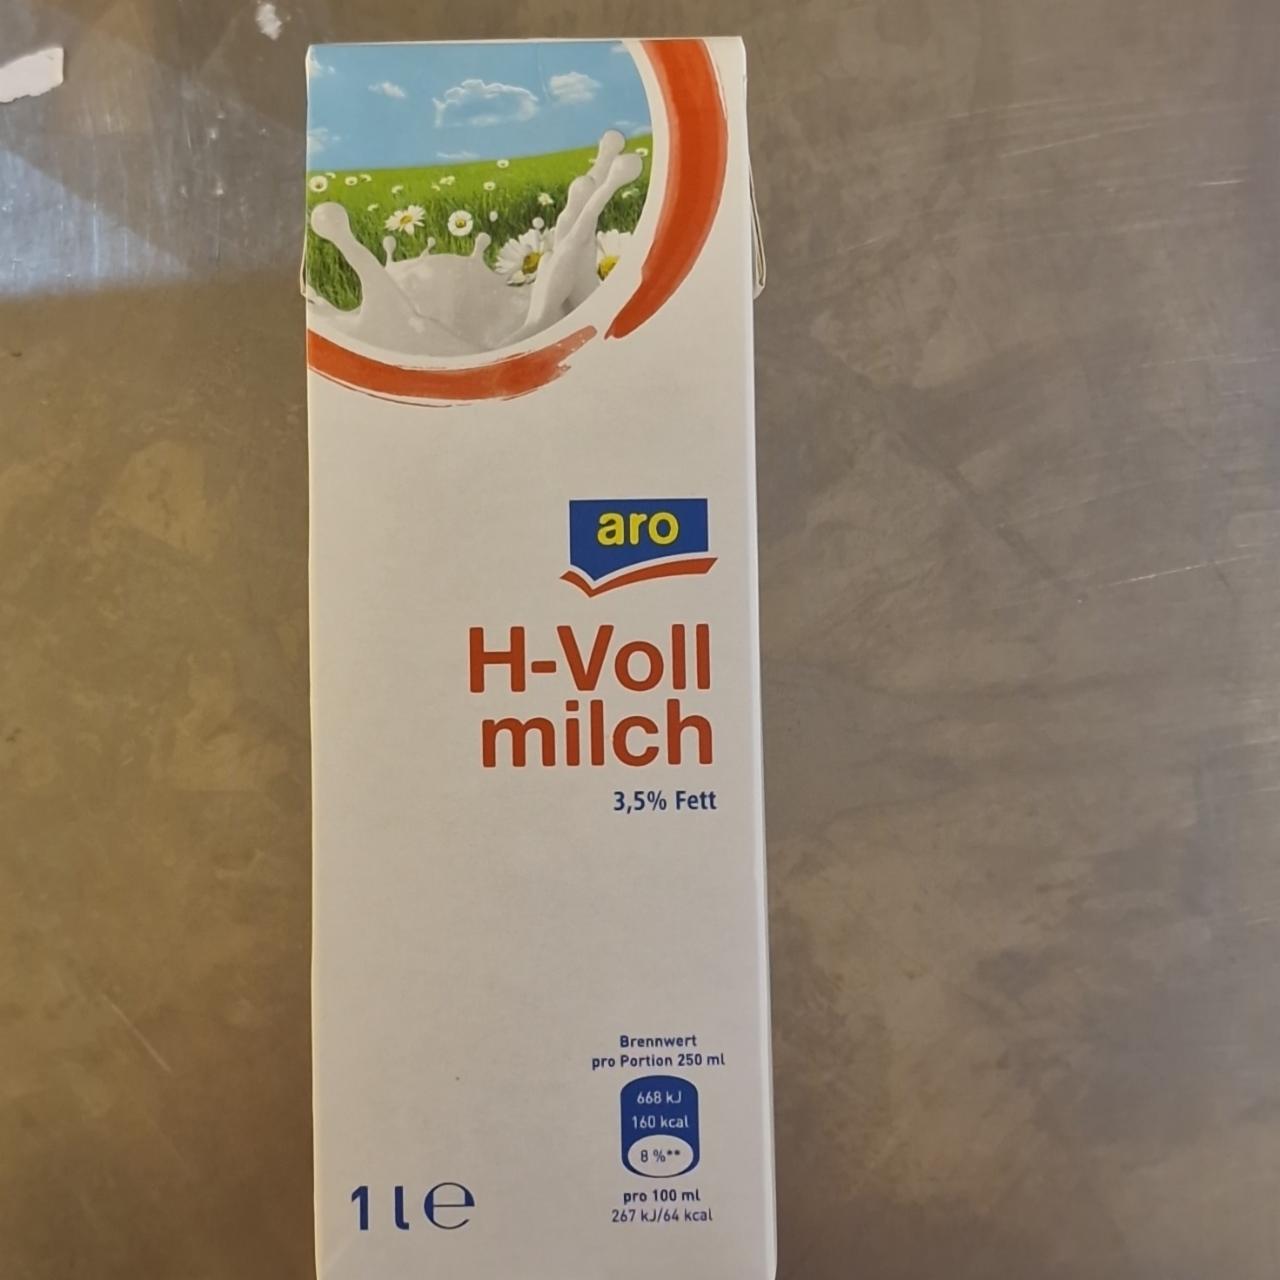 aro
H-Voll
milch
3,5% Fett
Brennwert
pro Portion 250 ml
668 kJ
160 kcal
8 %**
pro 100 ml
267 kJ/64 kcal
1 l e